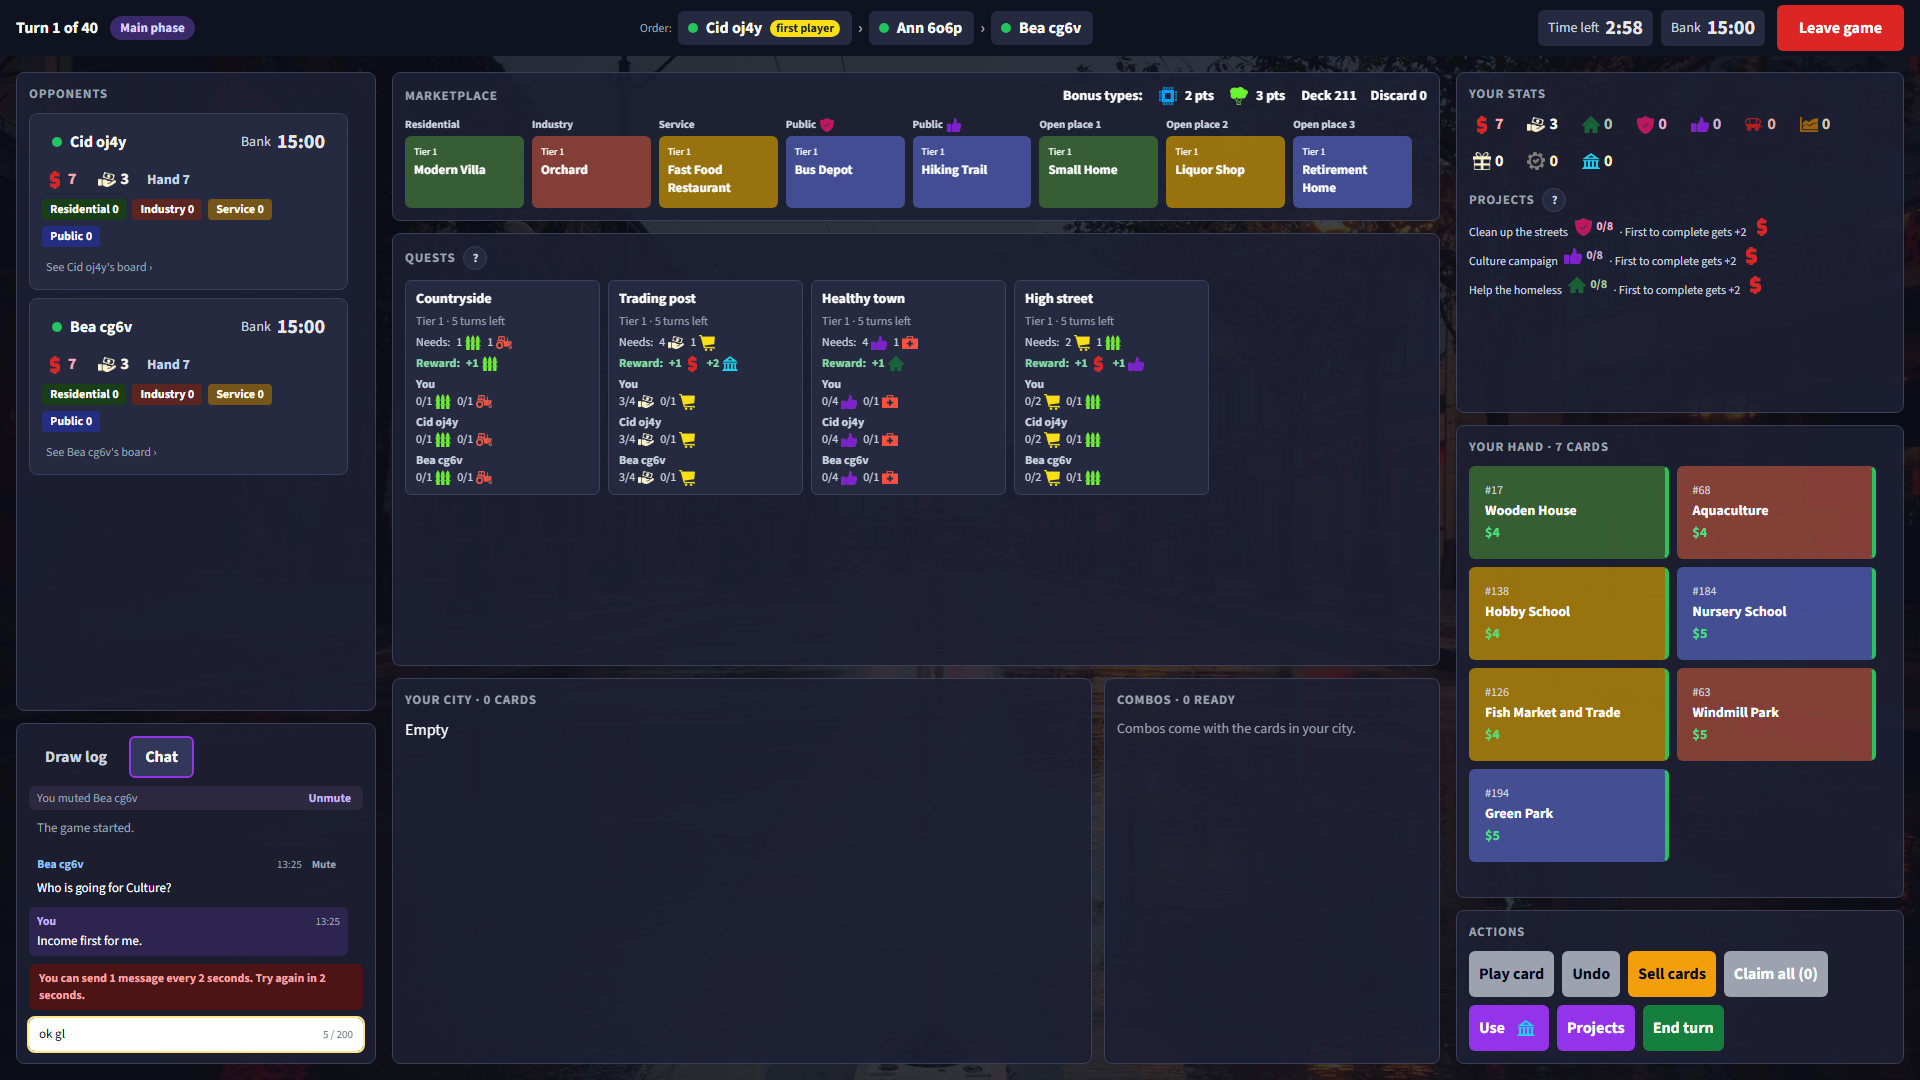 Turn 1 of 40
Main phase
Order: Cid oj4y first player › Ann 6o6p › Bea cg6v
Time left 2:58
Bank 15:00
Leave game
OPPONENTS
Cid oj4y
Bank 15:00
7 3 Hand 7
Residential 0 Industry 0 Service 0
Public 0
See Cid oj4y's board ›
Bea cg6v
Bank 15:00
7 3 Hand 7
Residential 0 Industry 0 Service 0
Public 0
See Bea cg6v's board ›
Draw log
Chat
You muted Bea cg6v Unmute
The game started.
Bea cg6v 13:25 Mute
Who is going for Culture?
You 13:25
Income first for me.
You can send 1 message every 2 seconds. Try again in 2
seconds.
ok gl 5 / 200
MARKETPLACE
Bonus types: 2 pts 3 pts Deck 211 Discard 0
Residential
Tier 1
Modern Villa
Industry
Tier 1
Orchard
Service
Tier 1
Fast Food
Restaurant
Public
Tier 1
Bus Depot
Public
Tier 1
Hiking Trail
Open place 1
Tier 1
Small Home
Open place 2
Tier 1
Liquor Shop
Open place 3
Tier 1
Retirement
Home
QUESTS ?
Countryside
Tier 1 · 5 turns left
Needs: 1 1
Reward: +1
You
0/1 0/1
Cid oj4y
0/1 0/1
Bea cg6v
0/1 0/1
Trading post
Tier 1 · 5 turns left
Needs: 4 1
Reward: +1 $ +2
You
3/4 0/1
Cid oj4y
3/4 0/1
Bea cg6v
3/4 0/1
Healthy town
Tier 1 · 5 turns left
Needs: 4 1
Reward: +1
You
0/4 0/1
Cid oj4y
0/4 0/1
Bea cg6v
0/4 0/1
High street
Tier 1 · 5 turns left
Needs: 2 1
Reward: +1 $ +1
You
0/2 0/1
Cid oj4y
0/2 0/1
Bea cg6v
0/2 0/1
YOUR CITY · 0 CARDS
Empty
COMBOS · 0 READY
Combos come with the cards in your city.
YOUR STATS
$ 7 3 0 0 0 0 0
0 0 0
PROJECTS ?
Clean up the streets 0/8 · First to complete gets +2 $
Culture campaign 0/8 · First to complete gets +2 $
Help the homeless 0/8 · First to complete gets +2 $
YOUR HAND · 7 CARDS
#17
Wooden House
$4
#68
Aquaculture
$4
#138
Hobby School
$4
#184
Nursery School
$5
#126
Fish Market and Trade
$4
#63
Windmill Park
$5
#194
Green Park
$5
ACTIONS
Play card
Undo
Sell cards
Claim all (0)
Use
Projects
End turn